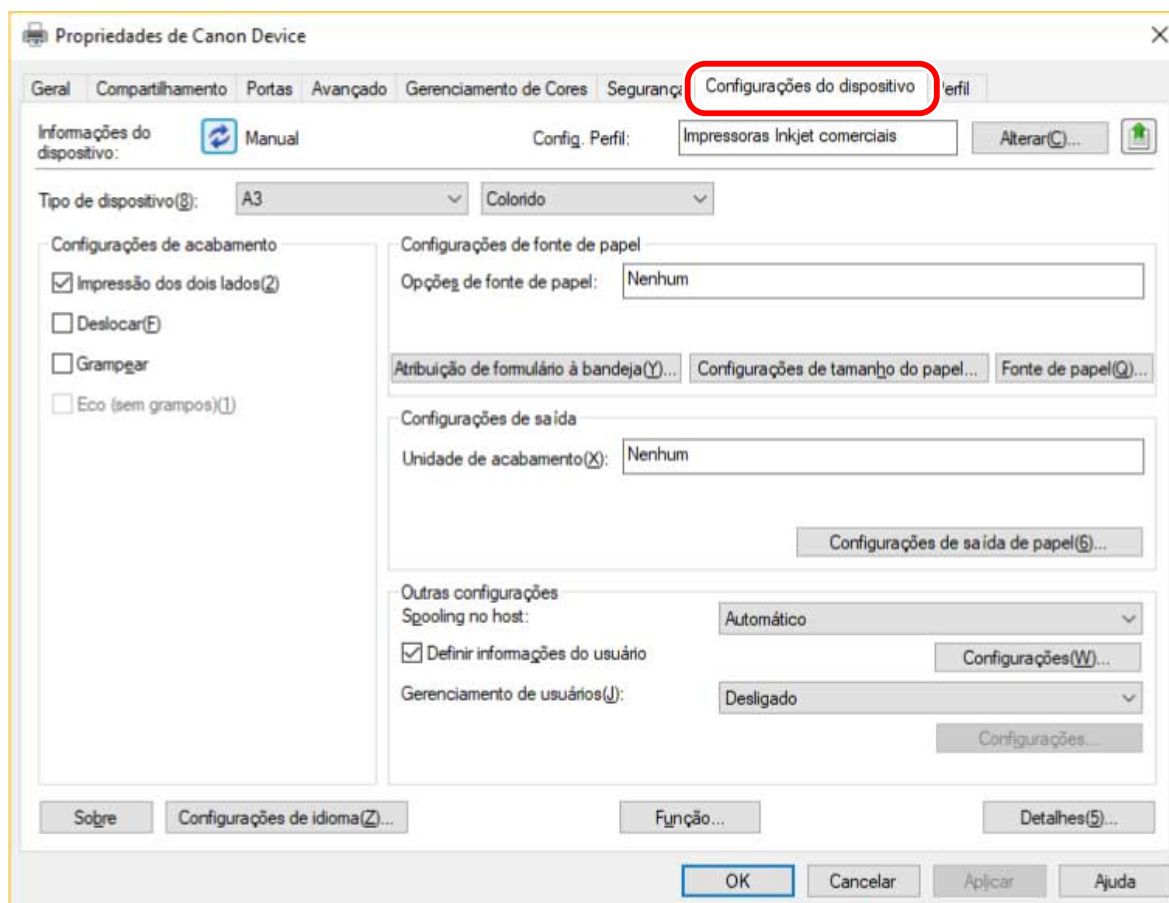 Propriedades de Canon Device
Geral Compartilhamento Portas Avançado Gerenciamento de Cores Segurança Configurações do dispositivo erfil
Informações do
dispositivo:
Manual Config. Perfil: Impressoras Inkjet comerciais Alterar(C)...
Tipo de dispositivo(8): A3 Colorido
Configurações de acabamento
Impressão dos dois lados(2)
Deslocar(F)
Grampear
Eco (sem grampos)(1)
Configurações de fonte de papel
Opções de fonte de papel: Nenhum
Atribuição de formulário à bandeja(Y)... Configurações de tamanho do papel... Fonte de papel(Q)...
Configurações de saída
Unidade de acabamento(X): Nenhum
Configurações de saída de papel(6)...
Outras configurações
Spooling no host: Automático
Definir informações do usuário Configurações(W)...
Gerenciamento de usuários(J): Desligado
Configurações...
Sobre Configurações de idioma(Z)... Função... Detalhes(5)...
OK Cancelar Aplicar Ajuda